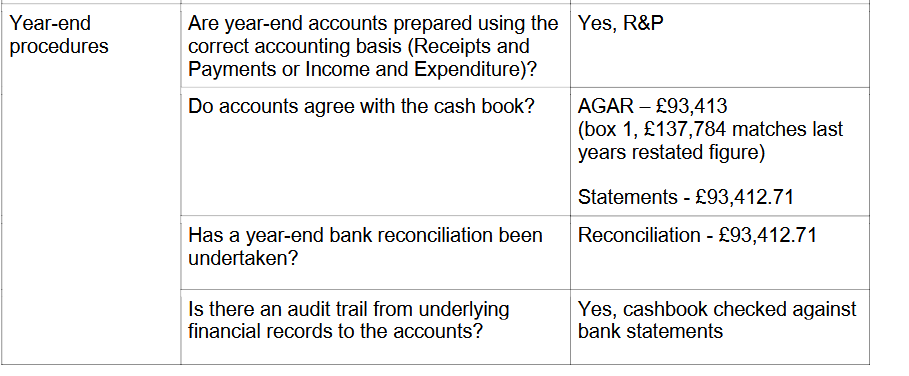 Year-end
procedures
Are year-end accounts prepared using the
correct accounting basis (Receipts and
Payments or Income and Expenditure)?
Yes, R&P
Do accounts agree with the cash book?
AGAR – £93,413
(box 1, £137,784 matches last
years restated figure)
Statements - £93,412.71
Has a year-end bank reconciliation been
undertaken?
Reconciliation - £93,412.71
Is there an audit trail from underlying
financial records to the accounts?
Yes, cashbook checked against
bank statements